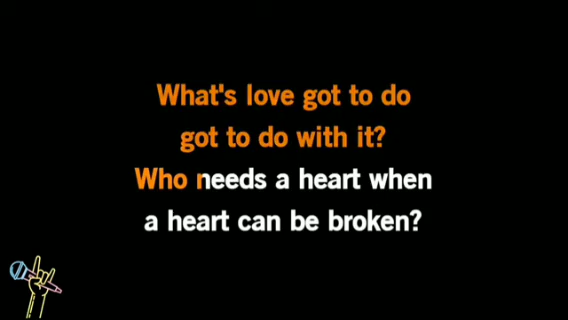 What's love got to do
got to do with it?
Who needs a heart when
a heart can be broken?